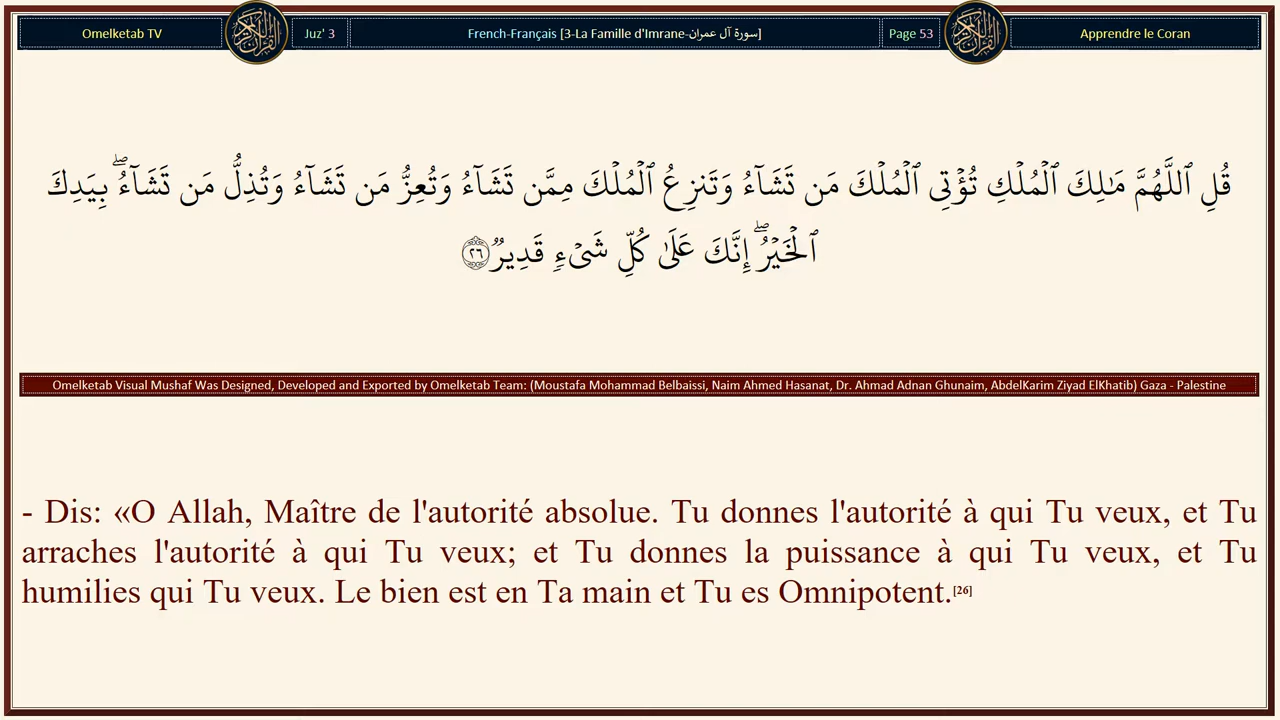 Omelketab TV
Juz' 3
French-Français [3-La Famille d'Imrane-سورة آل عمران]
Page 53
Apprendre le Coran
قُلِ ٱللَّهُمَّ مَـٰلِكَ ٱلْمُلْكِ تُؤْتِى ٱلْمُلْكَ مَن تَشَآءُ وَتَنزِعُ ٱلْمُلْكَ مِمَّن تَشَآءُ وَتُعِزُّ مَن تَشَآءُ وَتُذِلُّ مَن تَشَآءُ ۖ بِيَدِكَ
ٱلْخَيْرُ ۖ إِنَّكَ عَلَىٰ كُلِّ شَىْءٍ قَدِيرٌ ٢٦
Omelketab Visual Mushaf Was Designed, Developed and Exported by Omelketab Team: (Moustafa Mohammad Belbaissi, Naim Ahmed Hasanat, Dr. Ahmad Adnan Ghunaim, AbdelKarim Ziyad ElKhatib) Gaza - Palestine
- Dis: «O Allah, Maître de l'autorité absolue. Tu donnes l'autorité à qui Tu veux, et Tu
arraches l'autorité à qui Tu veux; et Tu donnes la puissance à qui Tu veux, et Tu
humilies qui Tu veux. Le bien est en Ta main et Tu es Omnipotent.[26]